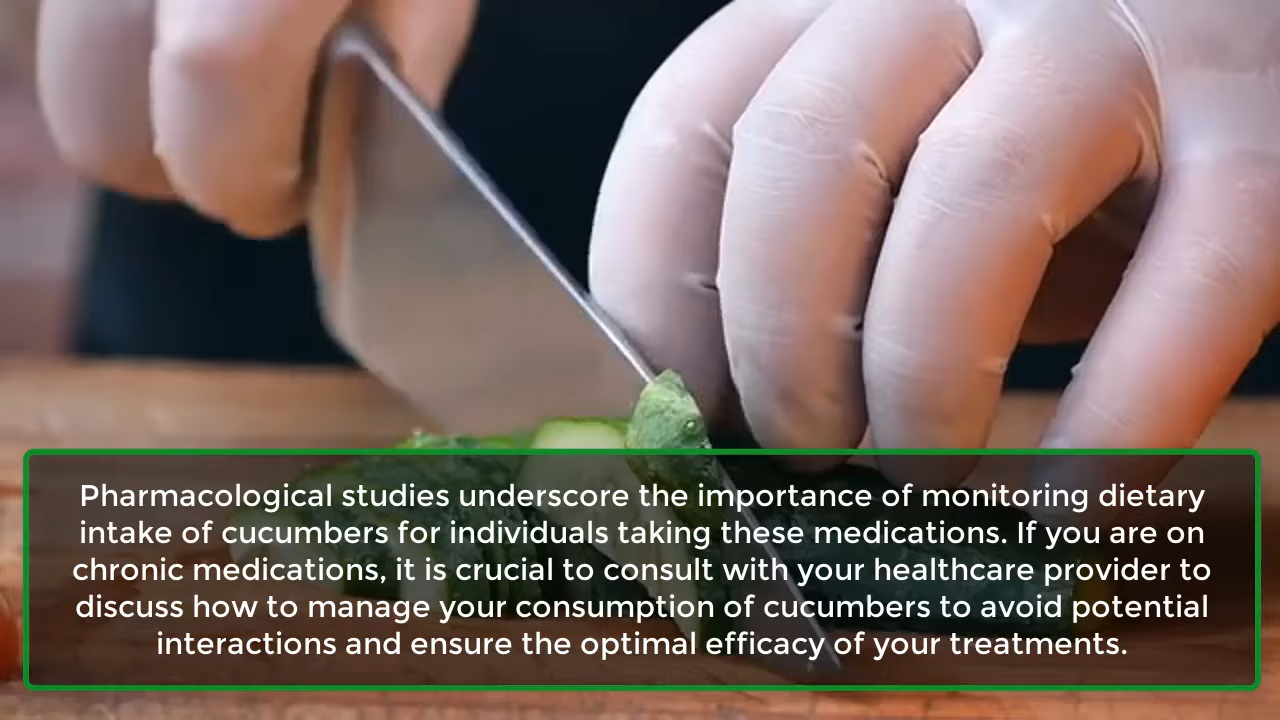 Pharmacological studies underscore the importance of monitoring dietary
intake of cucumbers for individuals taking these medications. If you are on
chronic medications, it is crucial to consult with your healthcare provider to
discuss how to manage your consumption of cucumbers to avoid potential
interactions and ensure the optimal efficacy of your treatments.